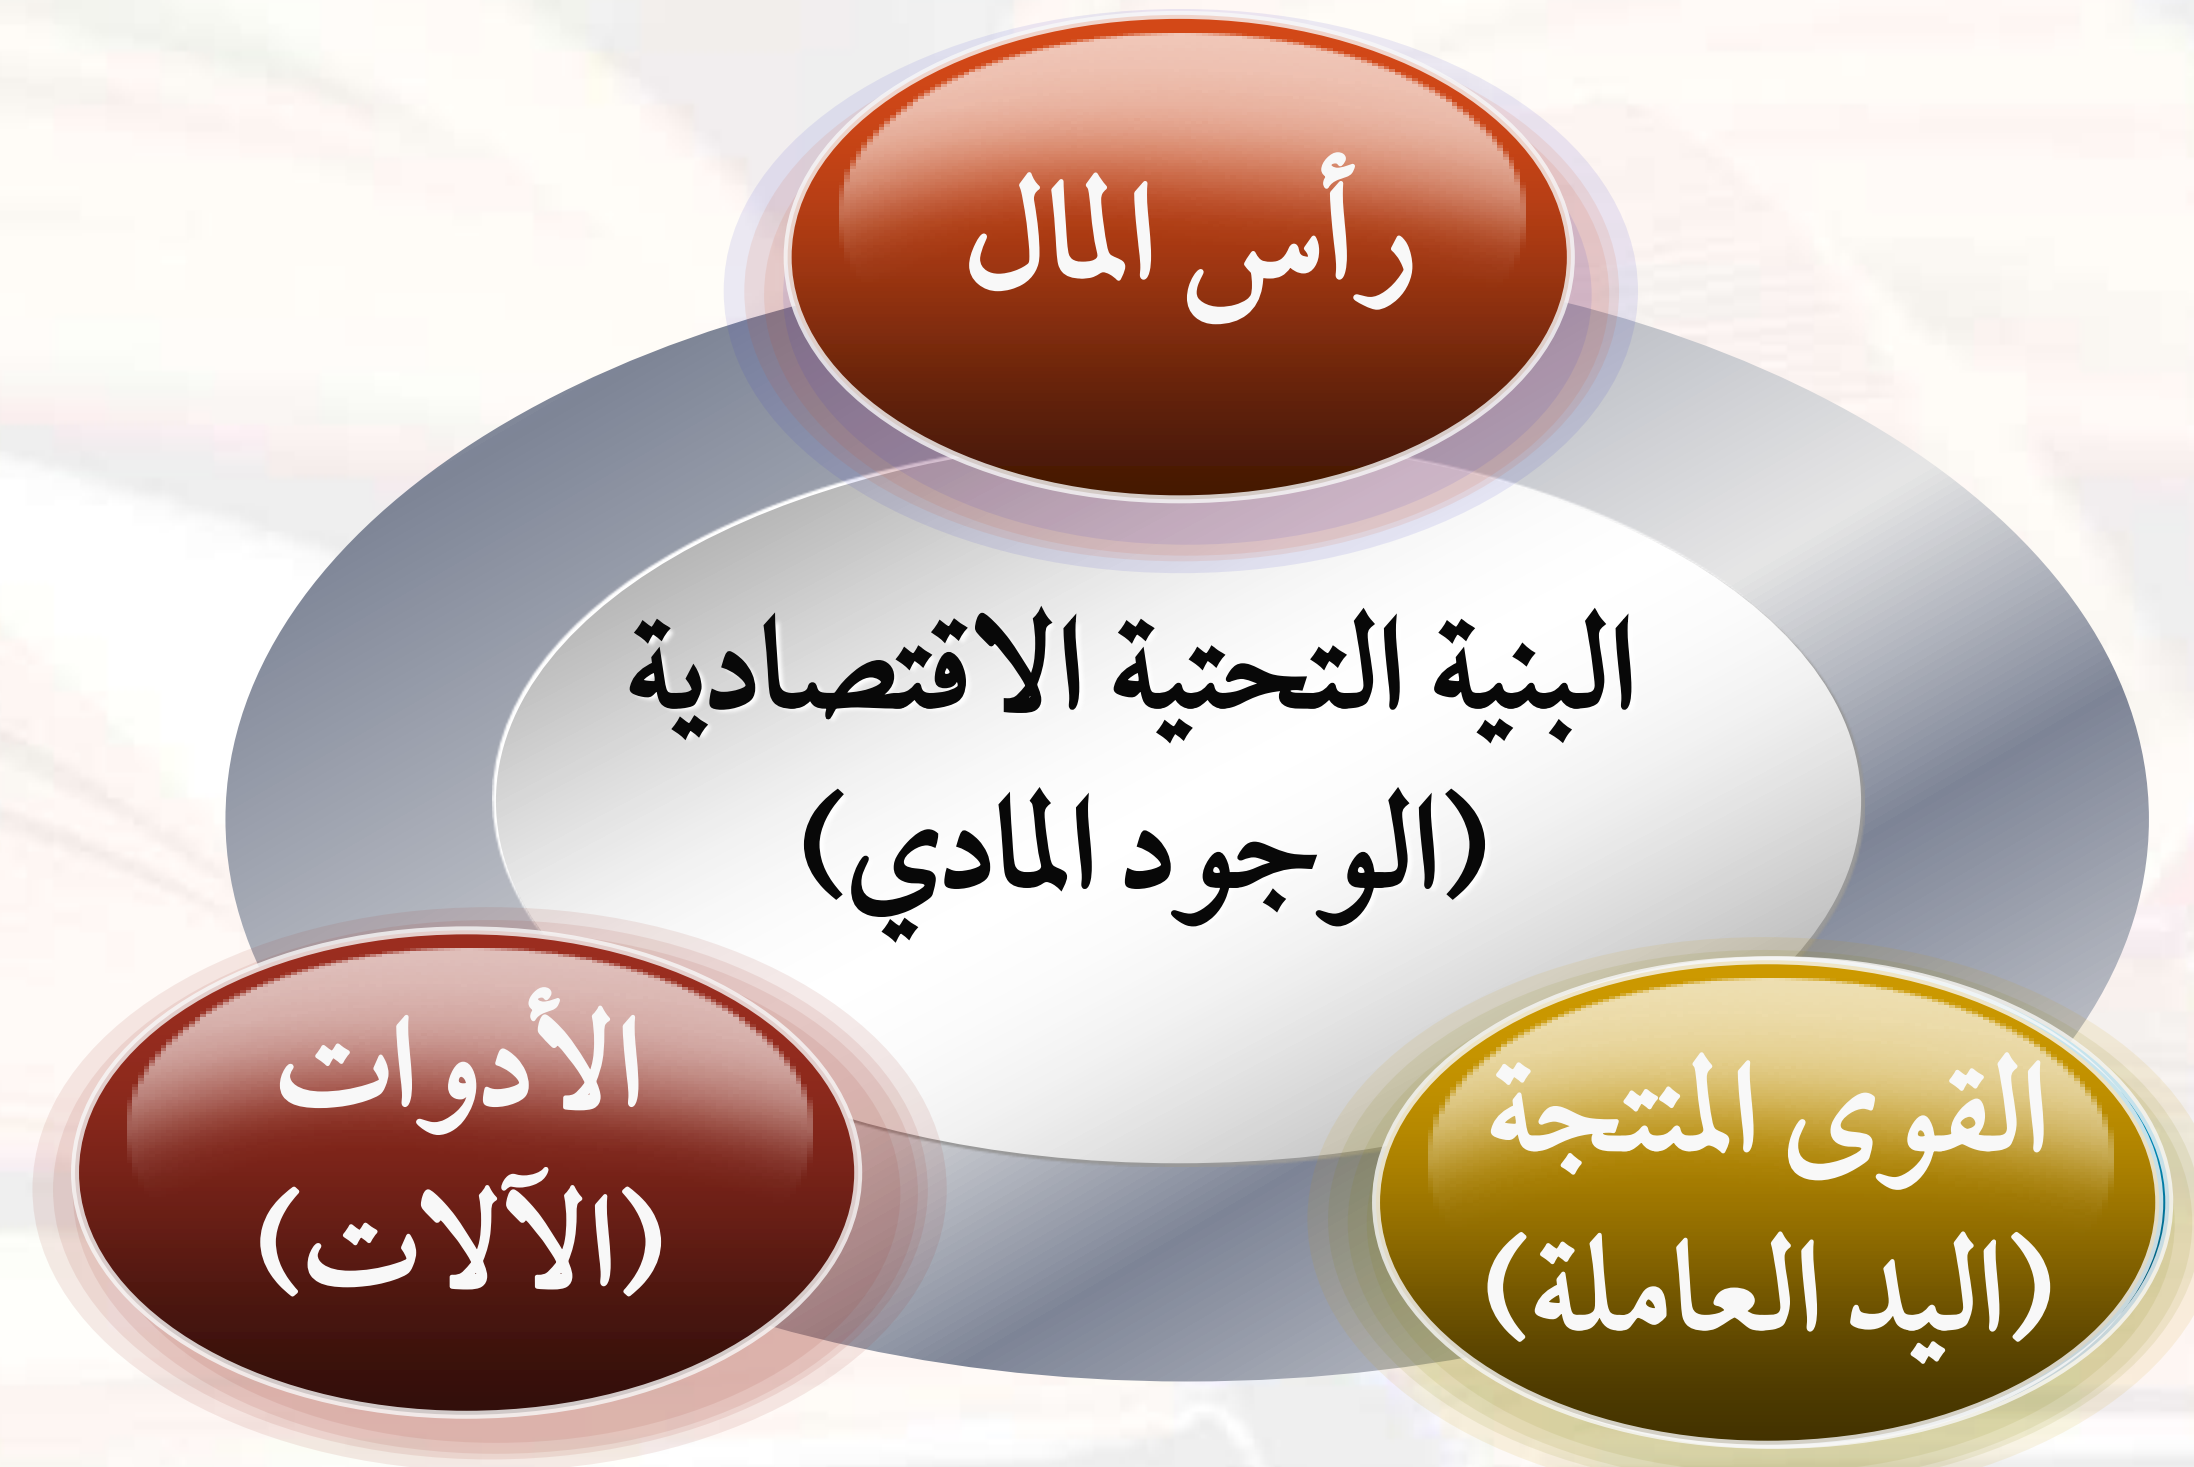 رأس المال
البنية التحتية الاقتصادية
(الوجود المادي)
القوى المنتجة
(اليد العاملة)
الأدوات
(الآلات)